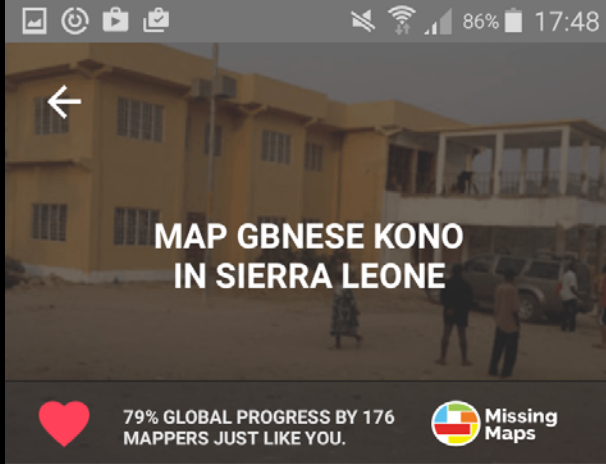 86% 17:48
MAP GBNESE KONO
IN SIERRA LEONE
79% GLOBAL PROGRESS BY 176
MAPPERS JUST LIKE YOU.
Missing
Maps